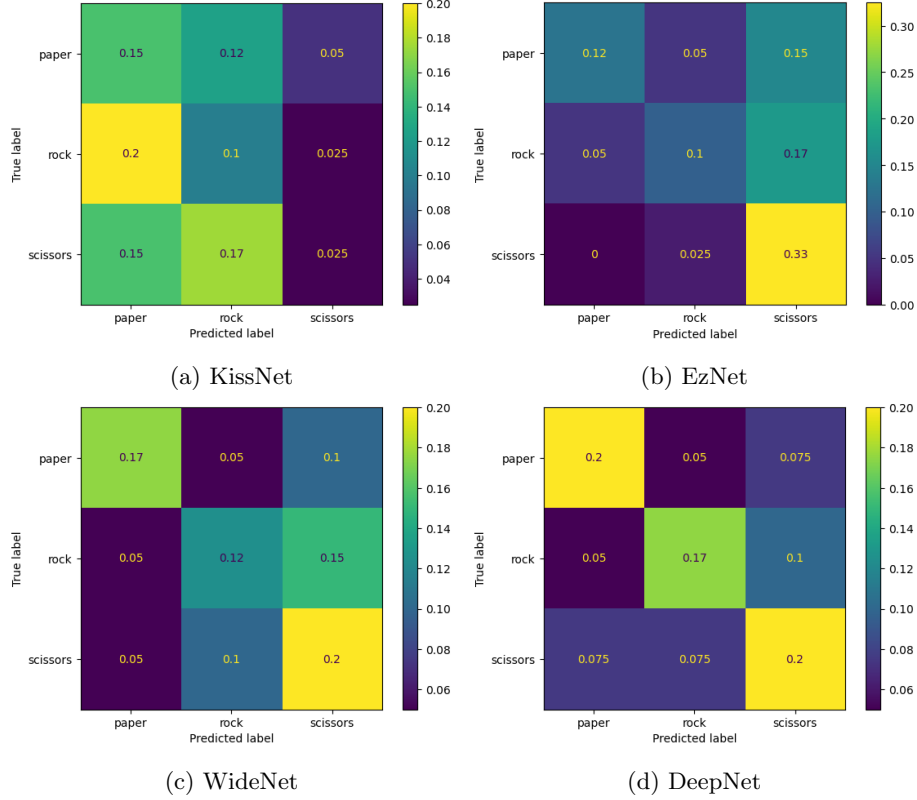 0.20
paper 0.15 0.12 0.05
0.18
0.16
0.14
True label rock 0.2 0.1 0.025
0.12
0.10
0.08
scissors 0.15 0.17 0.025
0.06
0.04
paper rock scissors
Predicted label
(a) KissNet
paper 0.12 0.05 0.15
0.30
0.25
0.20
True label rock 0.05 0.1 0.17
0.15
0.10
scissors 0 0.025 0.33
0.05
0.00
paper rock scissors
Predicted label
(b) EzNet
0.20
paper 0.17 0.05 0.1
0.18
0.16
0.14
True label rock 0.05 0.12 0.15
0.12
0.10
0.08
scissors 0.05 0.1 0.2
0.06
paper rock scissors
Predicted label
(c) WideNet
0.20
paper 0.2 0.05 0.075
0.18
0.16
0.14
True label rock 0.05 0.17 0.1
0.12
0.10
0.08
scissors 0.075 0.075 0.2
0.06
paper rock scissors
Predicted label
(d) DeepNet